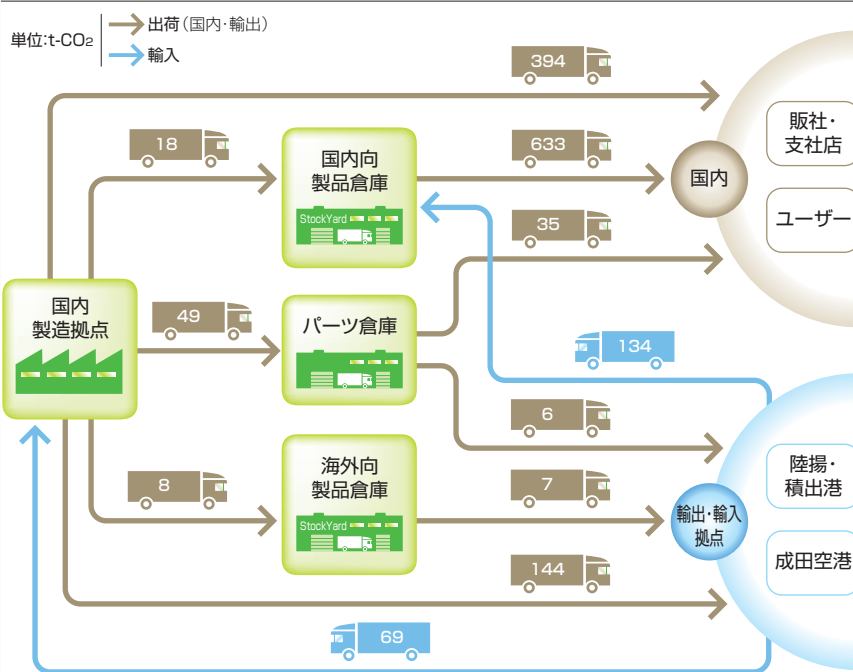 単位:t-CO2
出荷（国内・輸出）
輸入
394
18
国内向
製品倉庫
StockYard
633
国内
販社・
支社店
ユーザー
35
国内
製造拠点
49
パーツ倉庫
134
6
8
海外向
製品倉庫
StockYard
7
輸出・輸入
拠点
陸揚・
積出港
成田空港
144
69